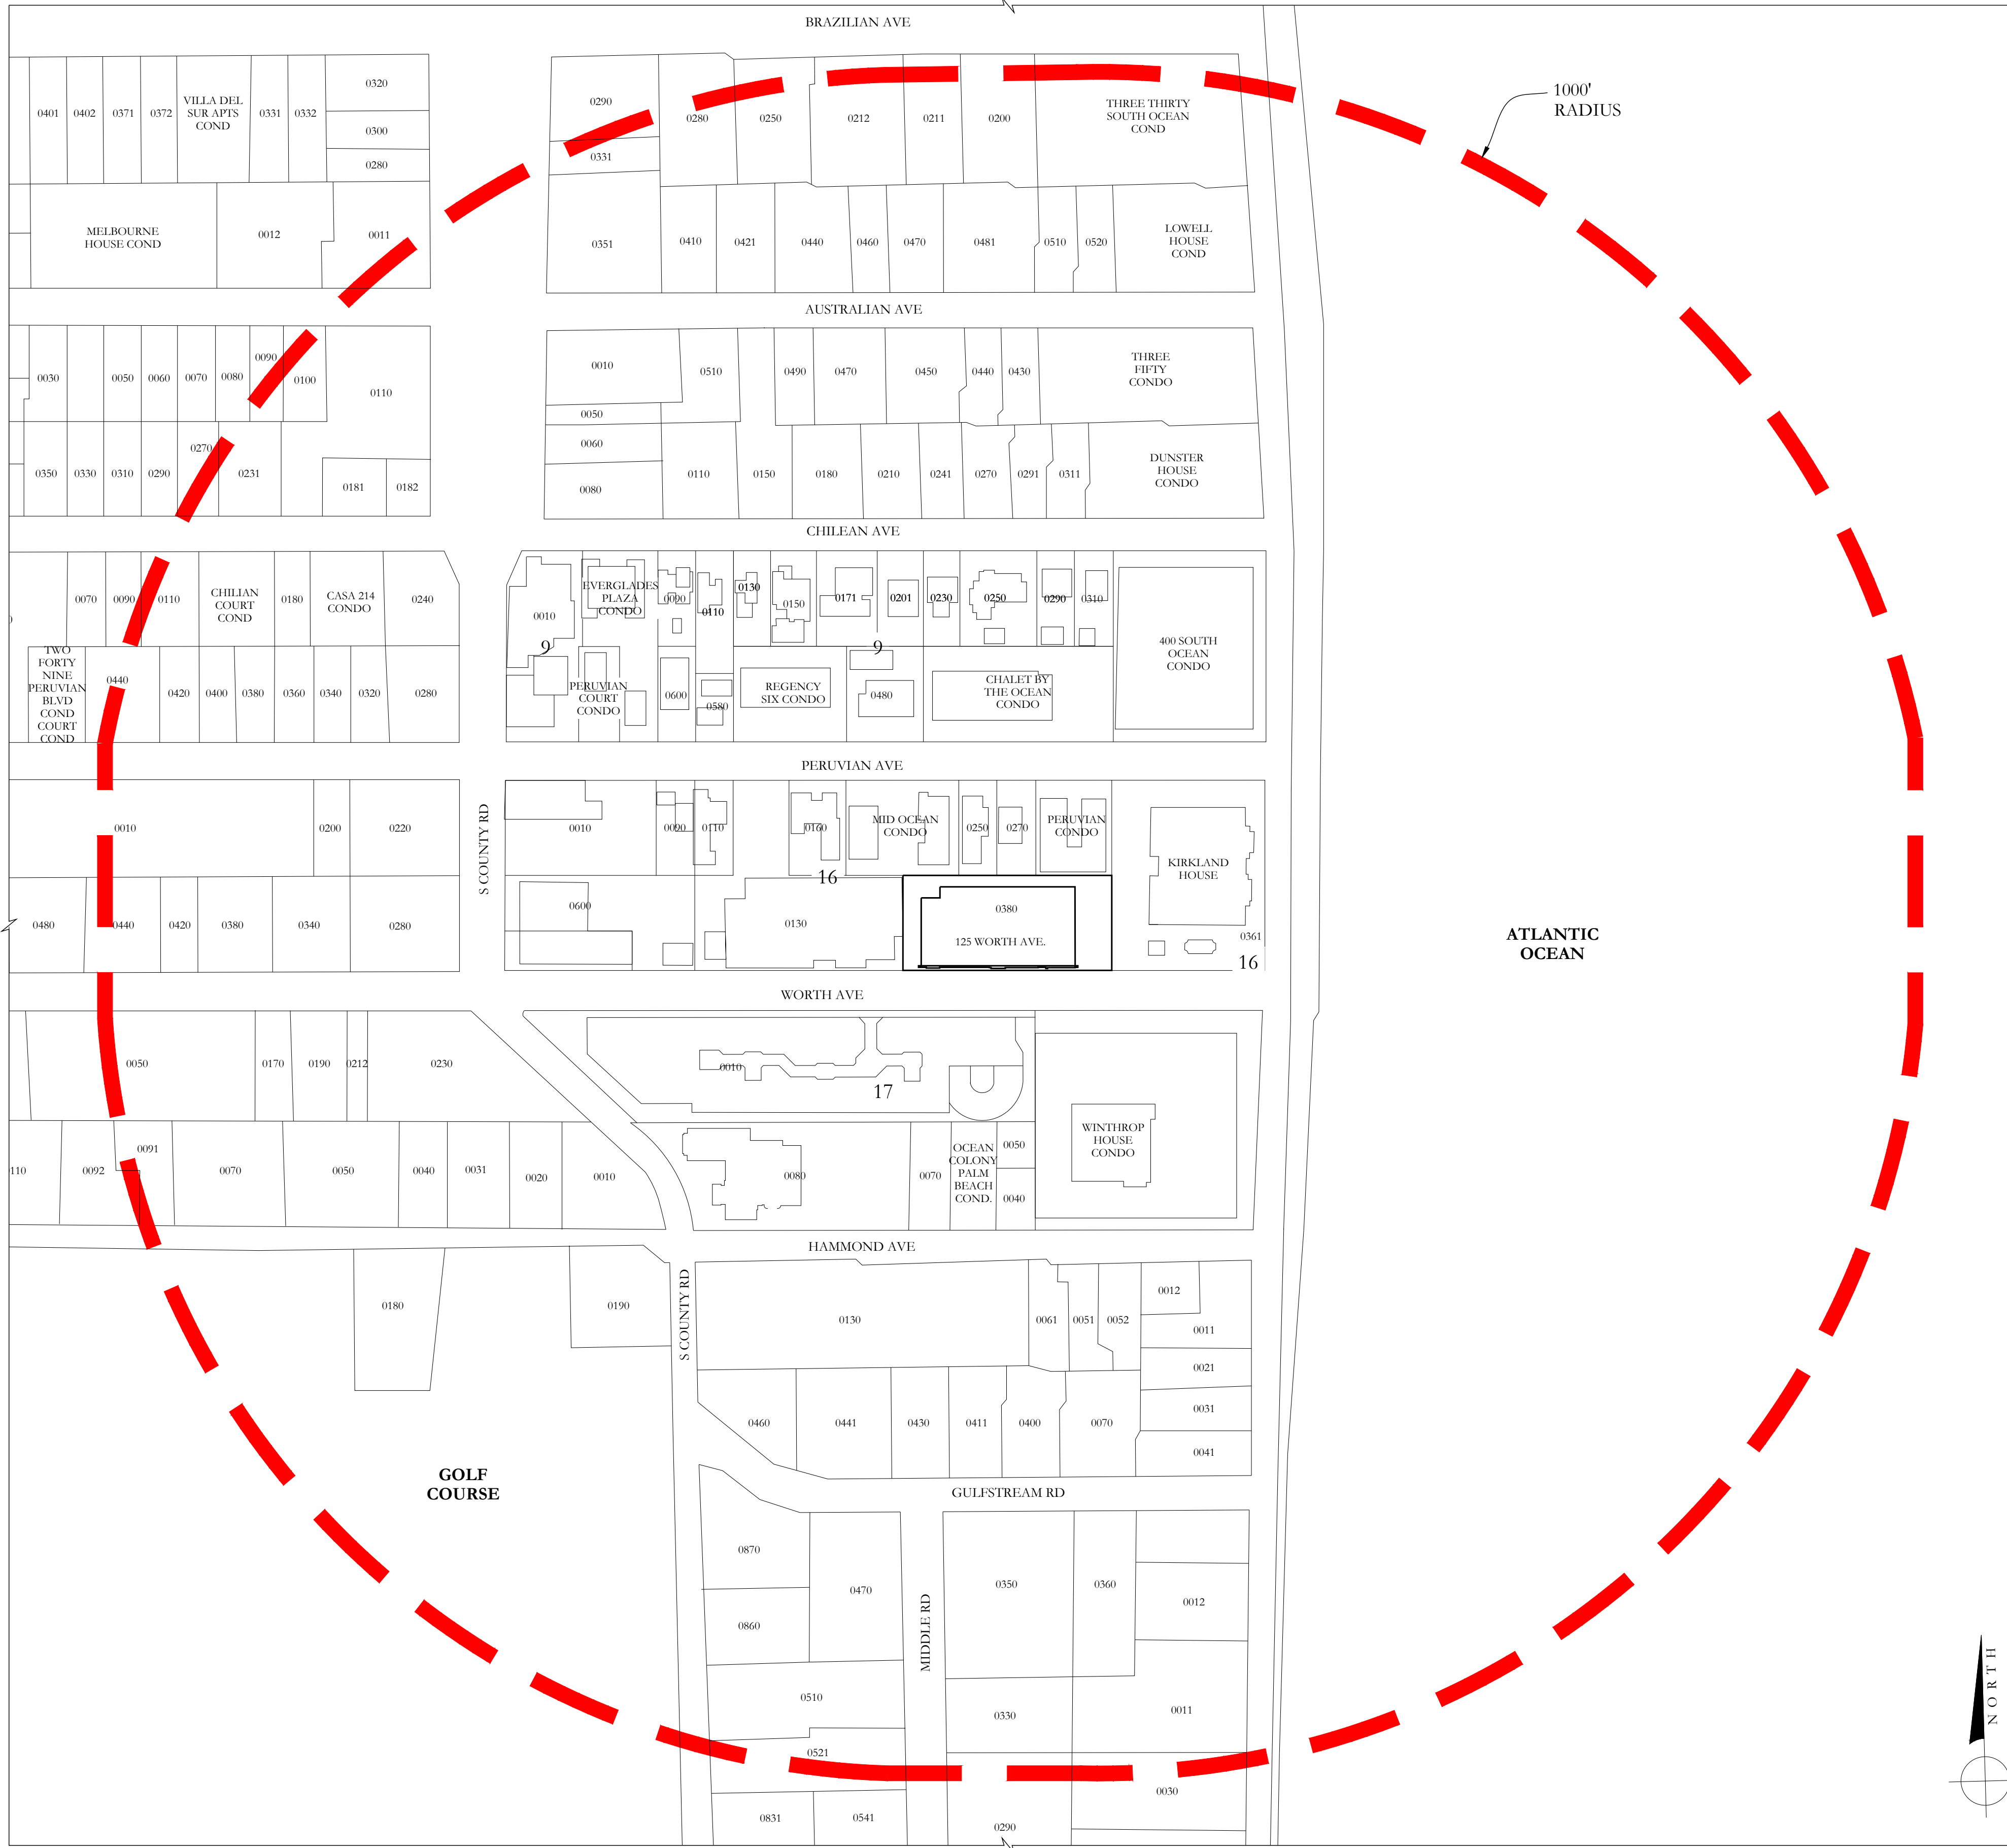 BRAZILIAN AVE
1000'
RADIUS
0401
0402
0371
0372
VILLA DEL
SUR APTS
COND
0331
0332
0320
0300
0280
0290
0331
0280
0250
0212
0211
0200
THREE THIRTY
SOUTH OCEAN
COND
MELBOURNE
HOUSE COND
0012
0011
0351
0410
0421
0440
0460
0470
0481
0510
0520
LOWELL
HOUSE
COND
AUSTRALIAN AVE
0030
0050
0060
0070
0080
0090
0100
0110
0010
0050
0510
0490
0470
0450
0440
0430
THREE
FIFTY
CONDO
0350
0330
0310
0290
0270
0231
0181
0182
0060
0080
0110
0150
0180
0210
0241
0270
0291
0311
DUNSTER
HOUSE
CONDO
CHILEAN AVE
0070
0090
0110
CHILIAN
COURT
COND
0180
CASA 214
CONDO
0240
0010
9
EVERGLADES
PLAZA
CONDO
0090
0110
0130
0150
0171
0201
0230
0250
0290
0310
9
400 SOUTH
OCEAN
CONDO
TWO
FORTY
NINE
PERUVIAN
BLVD
COND
COURT
COND
0440
0420
0400
0380
0360
0340
0320
0280
PERUVIAN
COURT
CONDO
0600
0580
REGENCY
SIX CONDO
0480
CHALET BY
THE OCEAN
CONDO
PERUVIAN AVE
0010
0200
0220
S COUNTY RD
0010
0090
0110
0160
MID OCEAN
CONDO
0250
0270
PERUVIAN
CONDO
KIRKLAND
HOUSE
16
0480
0440
0420
0380
0340
0280
0600
0130
0380
125 WORTH AVE.
0361
16
ATLANTIC
OCEAN
WORTH AVE
0050
0170
0190
0212
0230
0010
17
110
0092
0091
0070
0050
0040
0031
0020
0010
0080
0070
OCEAN
COLONY
PALM
BEACH
COND.
0050
0040
WINTHROP
HOUSE
CONDO
HAMMOND AVE
0180
0190
S COUNTY RD
0130
0061
0051
0052
0012
0011
0021
0031
0041
0460
0441
0430
0411
0400
0070
GOLF
COURSE
GULFSTREAM RD
0870
0860
0470
MIDDLE RD
0350
0360
0012
0510
0330
0011
0521
0030
0831
0541
0290
NORTH